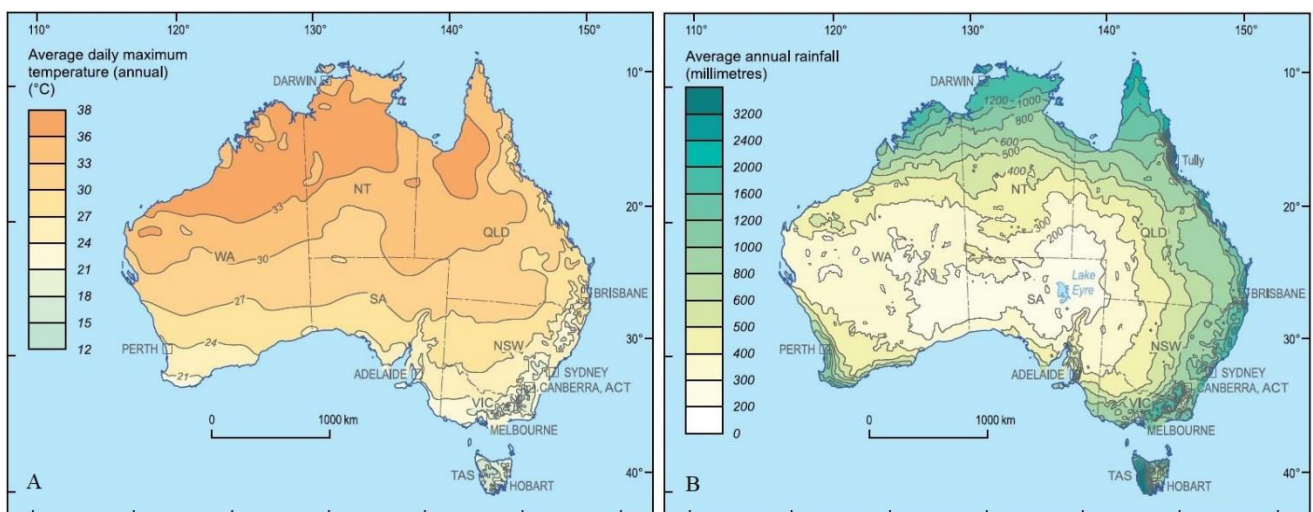 110°
120°
130°
140°
150°
Average daily maximum
temperature (annual)
(°C)
38
36
33
30
27
24
21
18
15
12
DARWIN
10°
20°
30°
40°
NT
QLD
WA
SA
NSW
VIC
TAS
33
30
27
24
21
PERTH
ADELAIDE
BRISBANE
SYDNEY
CANBERRA, ACT
MELBOURNE
HOBART
0
1000 km
A
110°
120°
130°
140°
150°
Average annual rainfall
(millimetres)
3200
2400
2000
1600
1200
1000
800
600
500
400
300
200
0
DARWIN
10°
20°
30°
40°
1200
1000
800
600
500
400
300
200
Tully
NT
QLD
WA
SA
Lake
Eyre
NSW
VIC
TAS
PERTH
ADELAIDE
BRISBANE
SYDNEY
CANBERRA, ACT
MELBOURNE
HOBART
0
1000 km
B